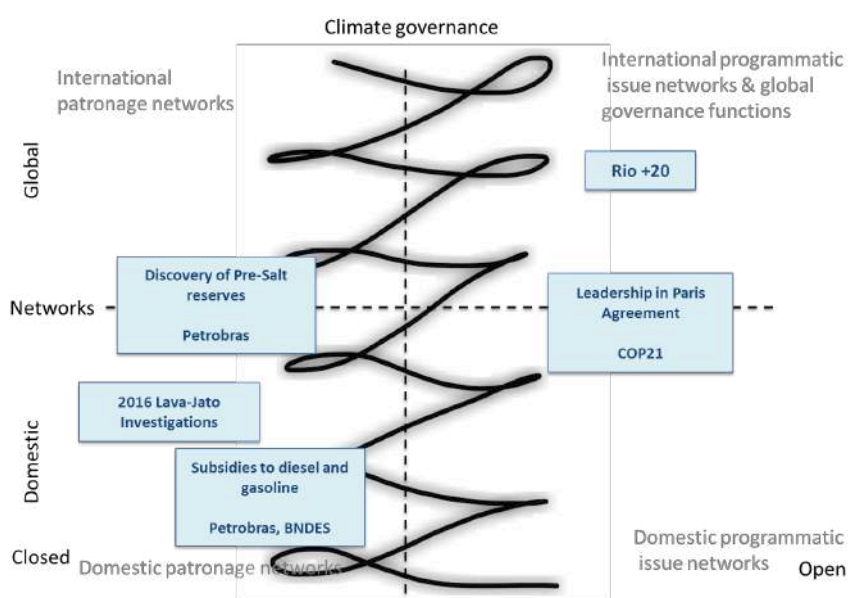 Climate governance
International
patronage networks
International programmatic
issue networks & global
governance functions
Global
Rio +20
Discovery of Pre-Salt
reserves
Petrobras
Networks
Leadership in Paris
Agreement
COP21
2016 Lava-Jato
Investigations
Domestic
Subsidies to diesel and
gasoline
Petrobras, BNDES
Closed
Domestic patronage networks
Domestic programmatic
issue networks
Open